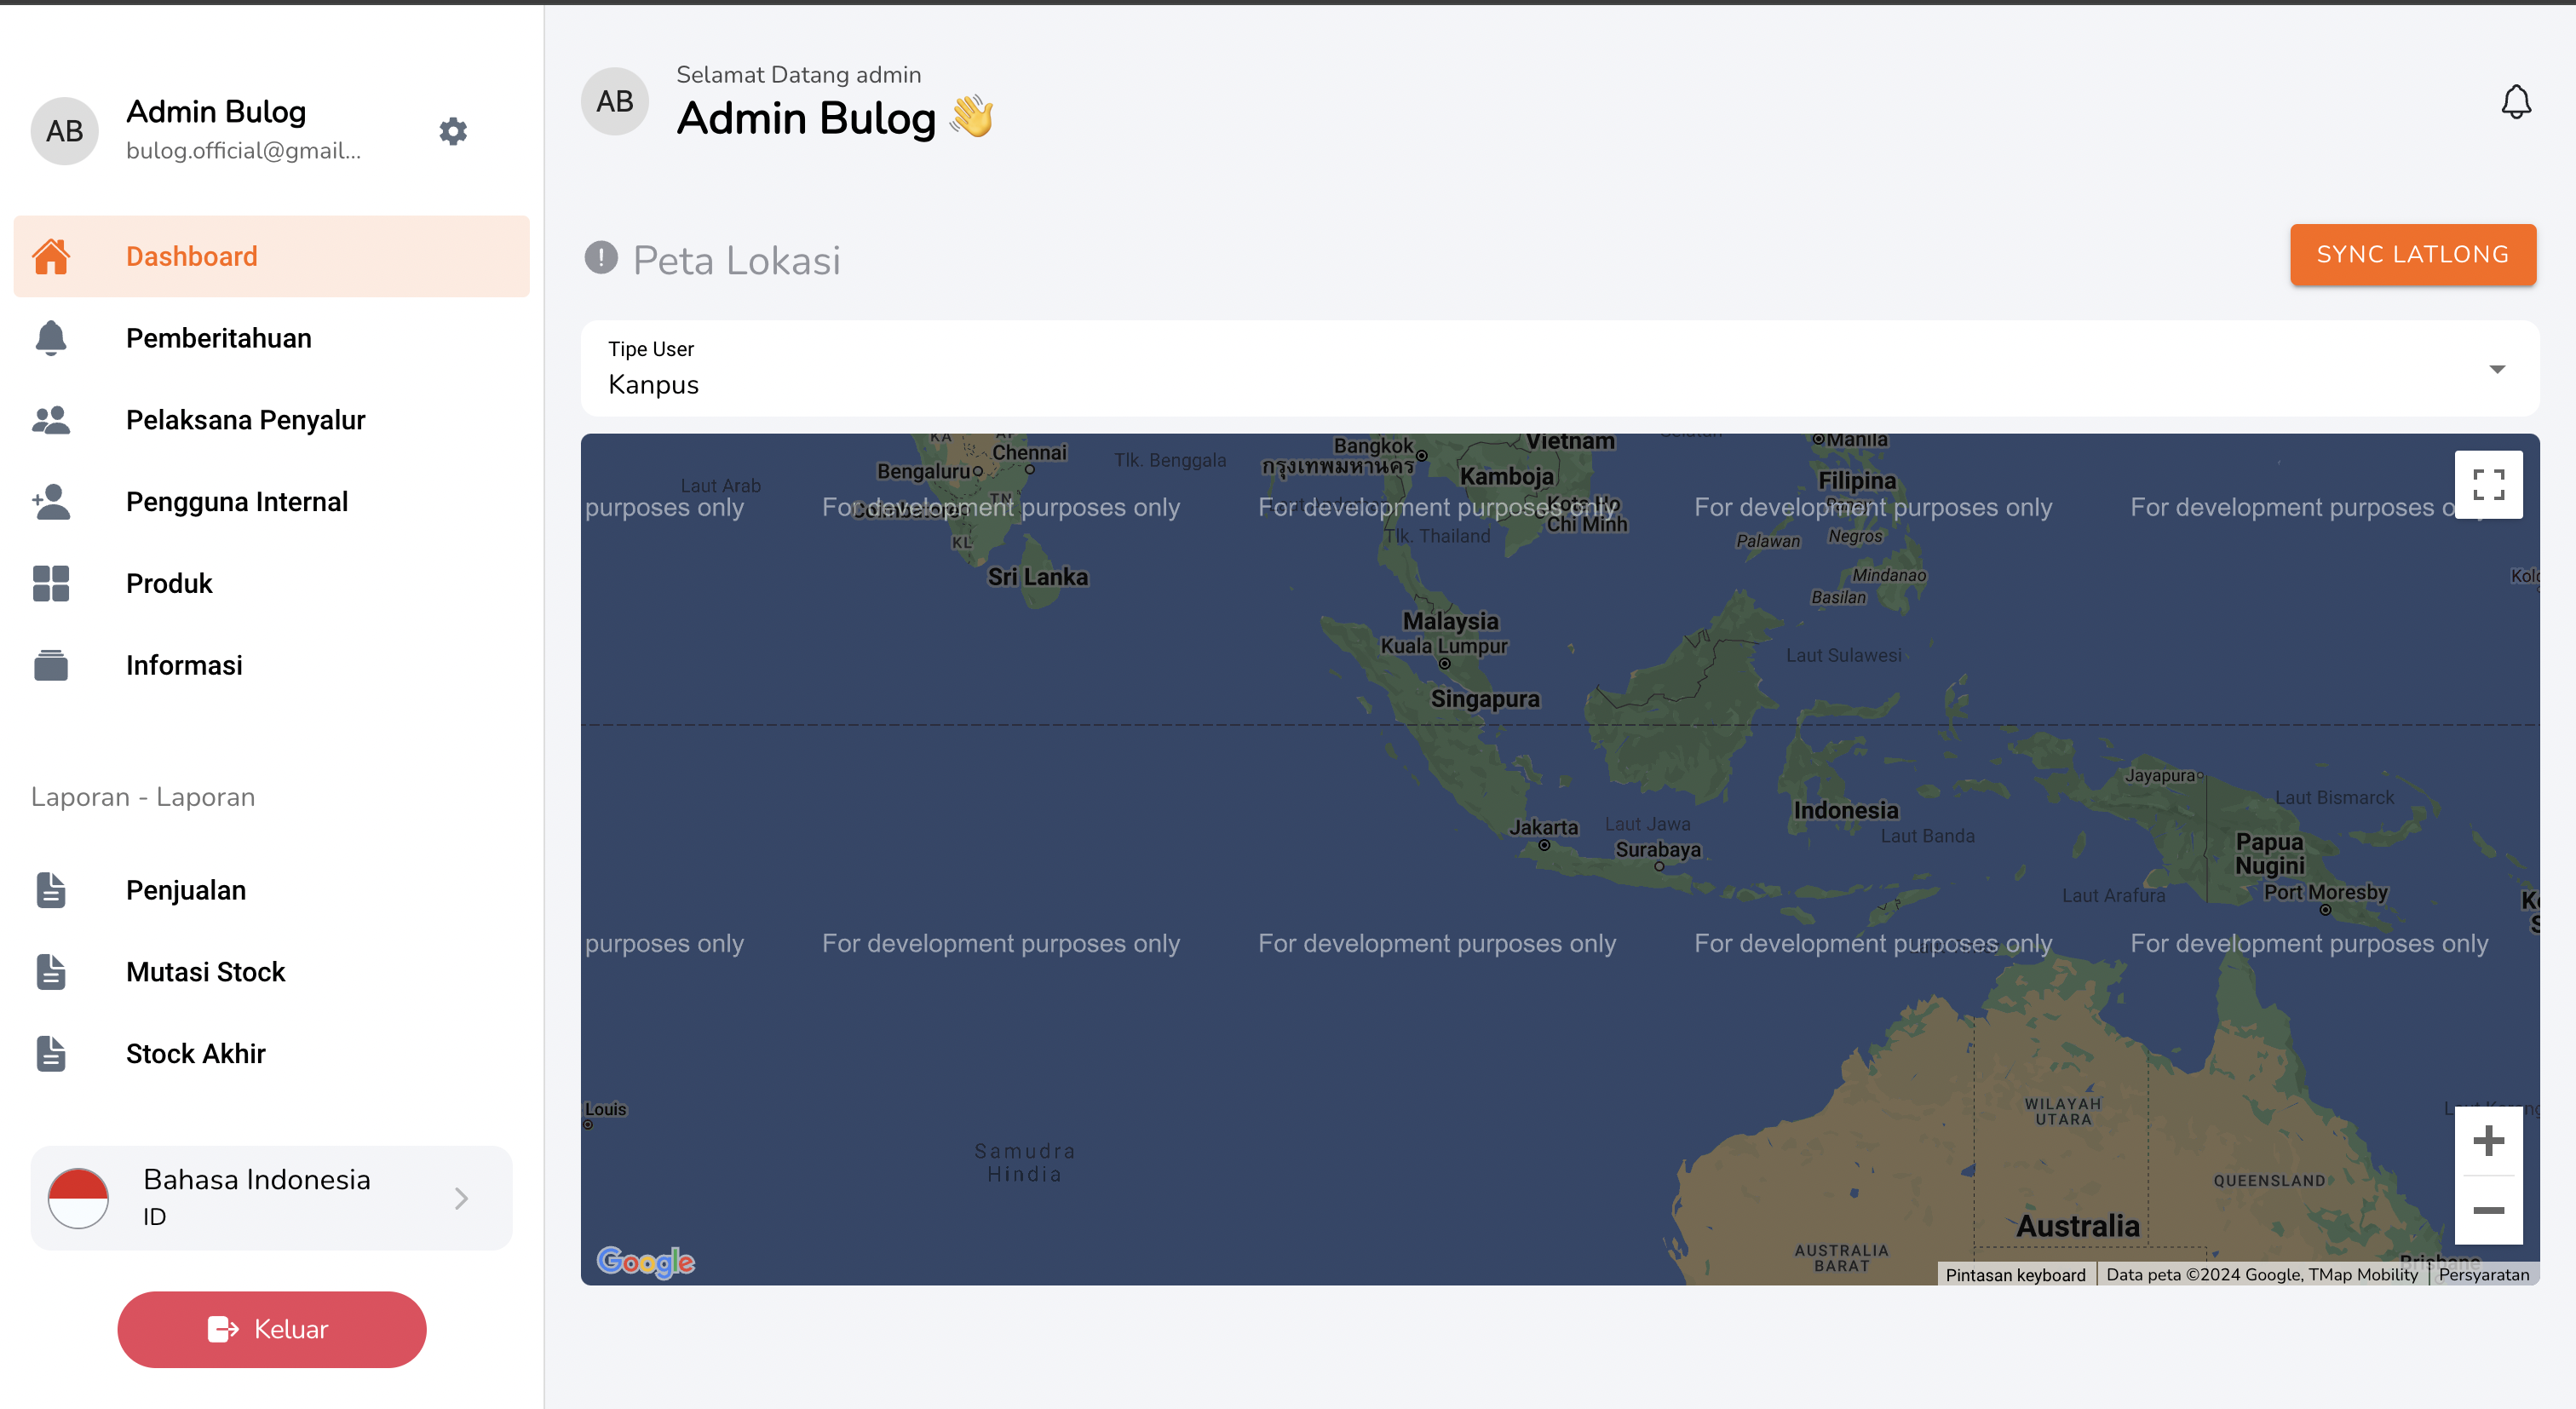 AB
Admin Bulog
bulog.official@gmail...
Dashboard
Pemberitahuan
Pelaksana Penyalur
Pengguna Internal
Produk
Informasi
Laporan - Laporan
Penjualan
Mutasi Stock
Stock Akhir
Bahasa Indonesia
ID
Keluar
AB
Selamat Datang admin
Admin Bulog
Peta Lokasi
SYNC LATLONG
Tipe User
Kanpus
KA
Chennai
Bengaluru
Tlk. Benggala
Laut Arab
TN
KL
Sri Lanka
Bangkok
กรุงเทพมหานคร
Vietnam
Kamboja
Kota Ho
Chi Minh
Tlk. Thailand
Manila
Filipina
Palawan
Negros
Mindanao
Basilan
purposes only
For development purposes only
For development purposes only
For development purposes only
For development purposes o
Malaysia
Kuala Lumpur
Singapura
Laut Sulawesi
Jayapura
Laut Bismarck
Indonesia
Jakarta
Laut Jawa
Surabaya
Laut Banda
Papua
Nugini
Port Moresby
Laut Arafura
purposes only
For development purposes only
For development purposes only
For development purposes only
For development purposes only
Louis
Samudra
Hindia
WILAYAH
UTARA
QUEENSLAND
Australia
AUSTRALIA
BARAT
Brisbane
Google
Pintasan keyboard
Data peta ©2024 Google, TMap Mobility
Persyaratan